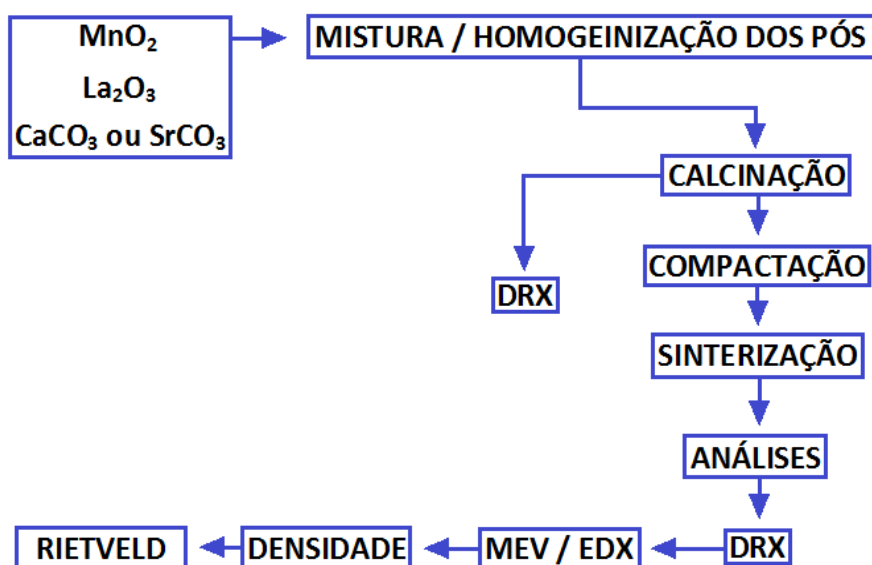 MnO₂
La₂O₃
CaCO₃ ou SrCO₃
MISTURA / HOMOGEINIZAÇÃO DOS PÓS
CALCINAÇÃO
DRX
COMPACTAÇÃO
SINTERIZAÇÃO
ANÁLISES
DRX
MEV / EDX
DENSIDADE
RIETVELD